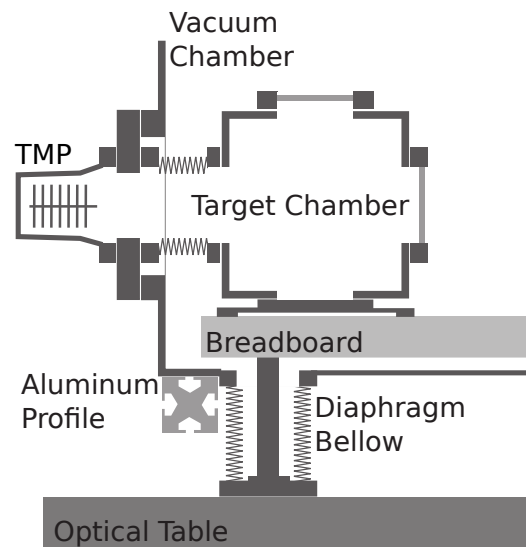 Vacuum
Chamber
TMP
Target Chamber
Breadboard
Aluminum
Profile
Diaphragm
Bellow
Optical Table